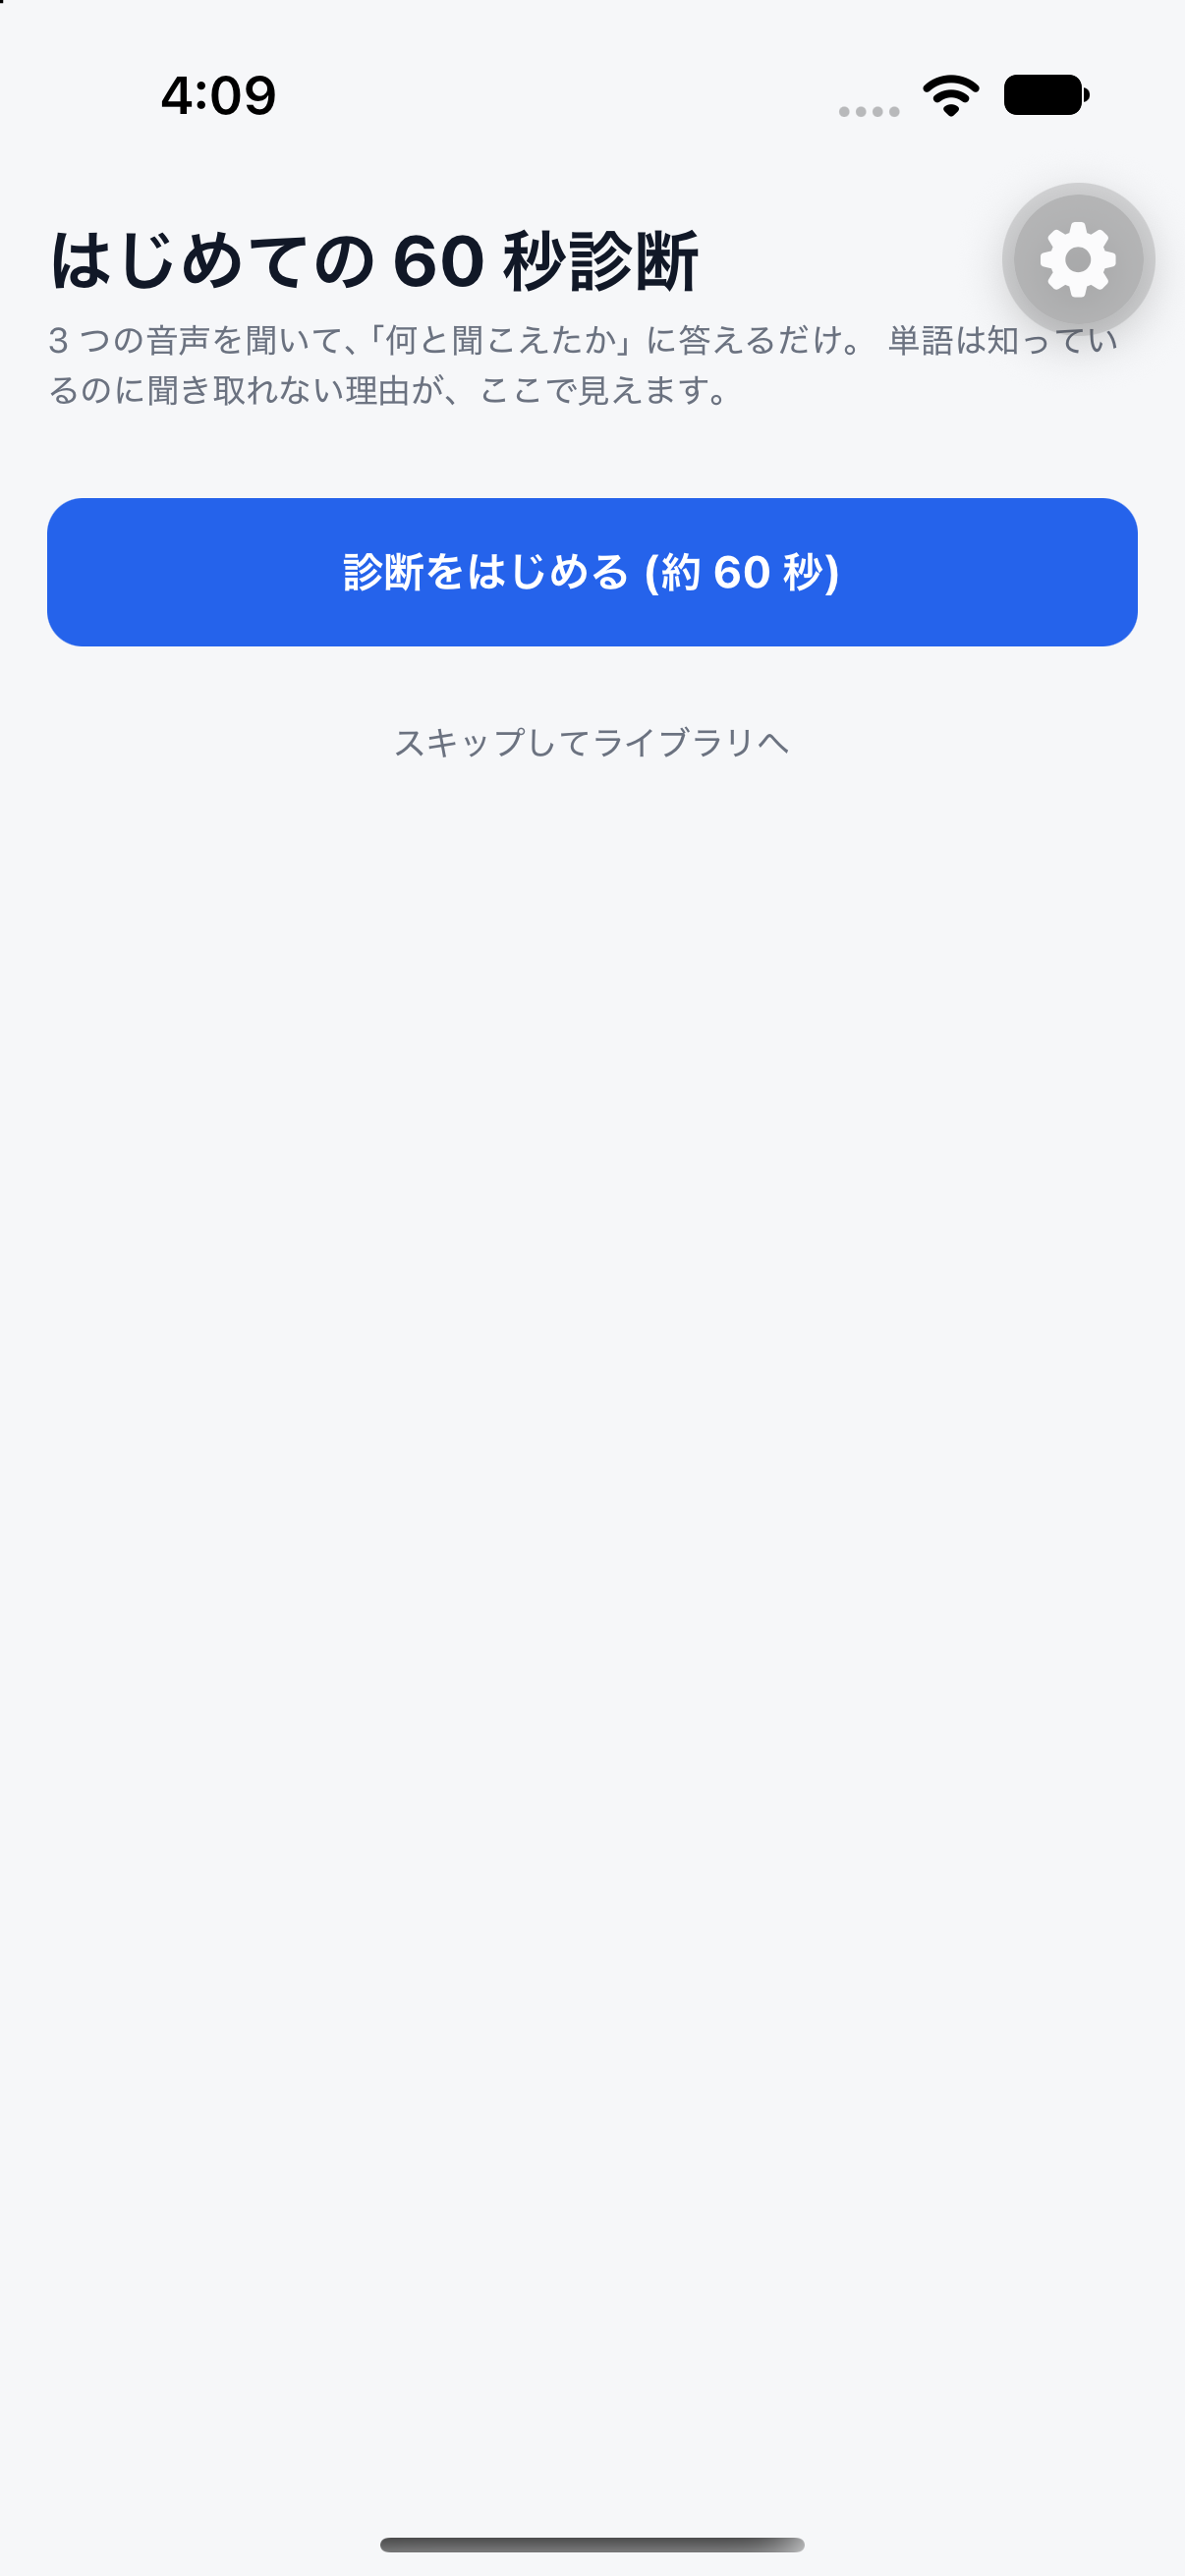 4:09
はじめての 60 秒診断
3 つの音声を聞いて、「何と聞こえたか」に答えるだけ。 単語は知ってい
るのに聞き取れない理由が、ここで見えます。
診断をはじめる (約 60 秒)
スキップしてライブラリへ